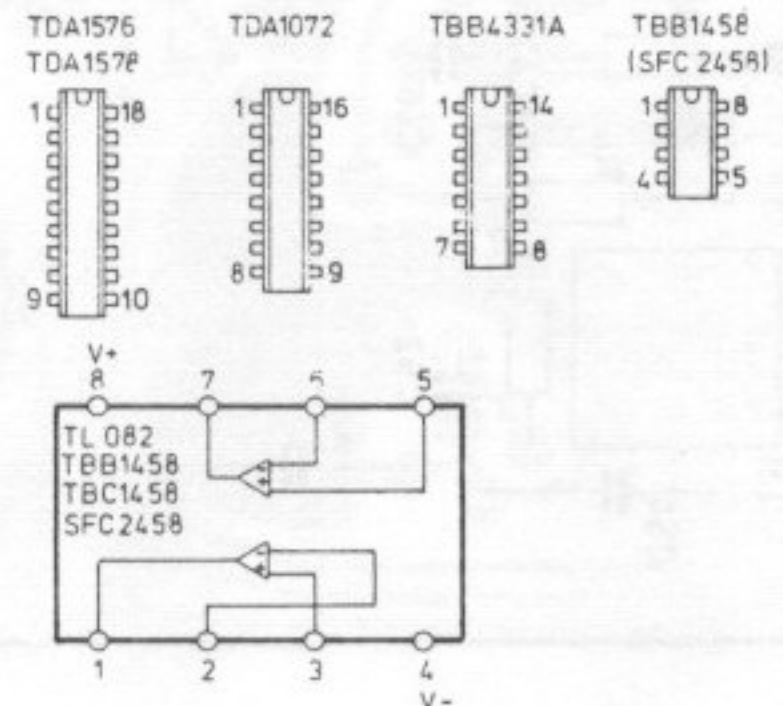 TDA1576
TDA1578
TDA1072
TBB4331A
TBB1458
(SFC 2458)
1 18
9 10
1 16
8 9
1 14
7 8
1 8
4 5
V+
8 7 6 5
TL 082
TBB1458
TBC1458
SFC2458
- +
- +
1 2 3 4
V-